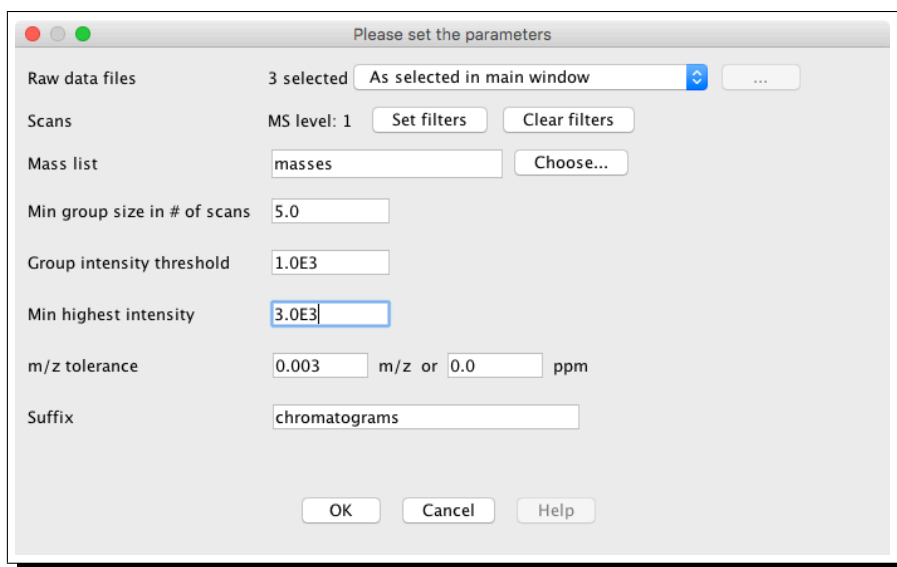 Please set the parameters
Raw data files 3 selected As selected in main window ...
Scans MS level: 1 Set filters Clear filters
Mass list masses Choose...
Min group size in # of scans 5.0
Group intensity threshold 1.0E3
Min highest intensity 3.0E3
m/z tolerance 0.003 m/z or 0.0 ppm
Suffix chromatograms
OK Cancel Help